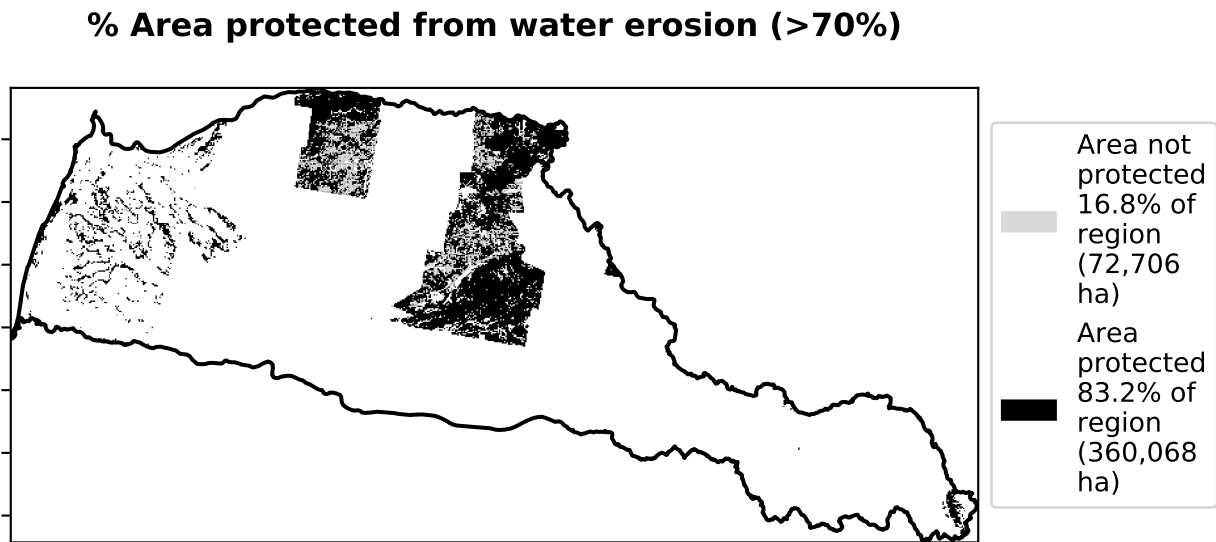 % Area protected from water erosion (>70%)
Area not
protected
16.8% of
region
(72,706
ha)
Area
protected
83.2% of
region
(360,068
ha)